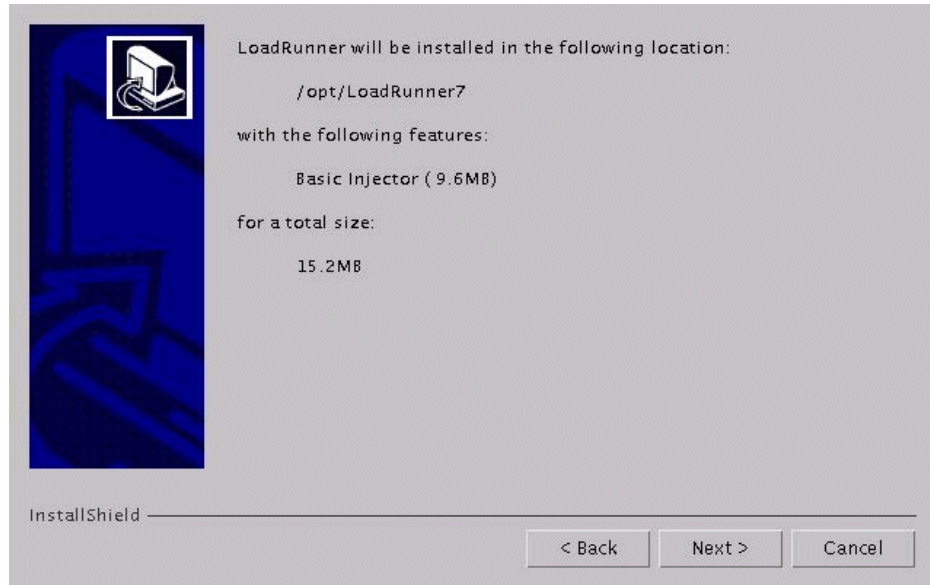 LoadRunner will be installed in the following location:
/opt/LoadRunner7
with the following features:
Basic Injector ( 9.6MB)
for a total size:
15.2MB
InstallShield
< Back Next > Cancel